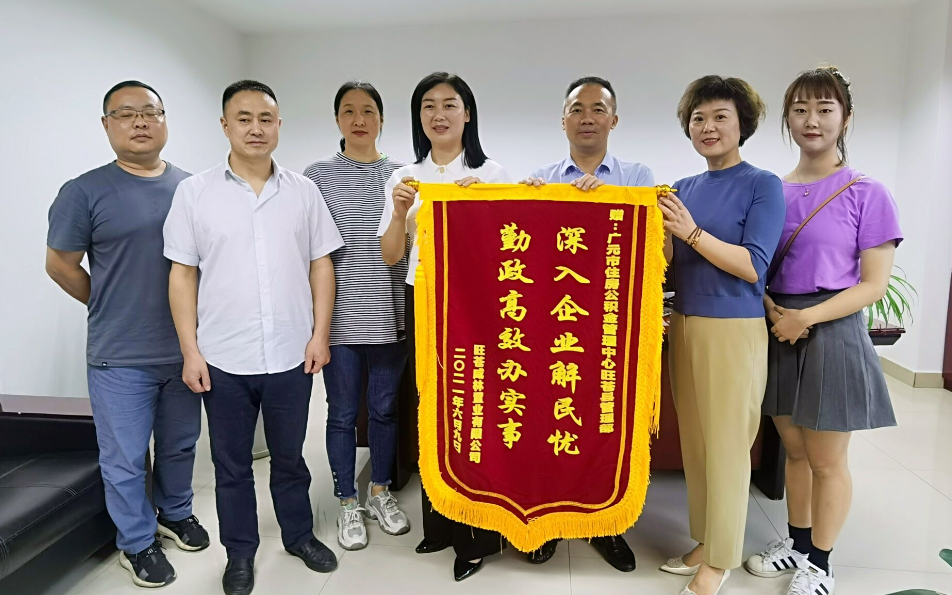 赠：广元市住房公积金管理中心旺苍县管理部
深入企业解民忧
勤政高效办实事
旺苍威林置业有限公司
二〇二一年六月九日